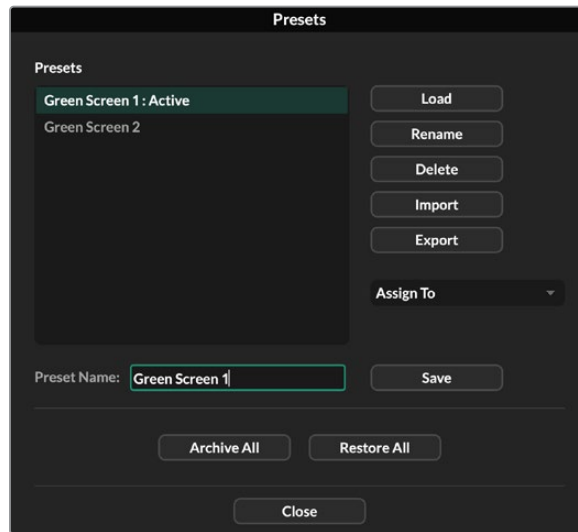 Presets
Presets
Green Screen 1 : Active
Green Screen 2
Load
Rename
Delete
Import
Export
Assign To
Preset Name: Green Screen 1
Save
Archive All
Restore All
Close